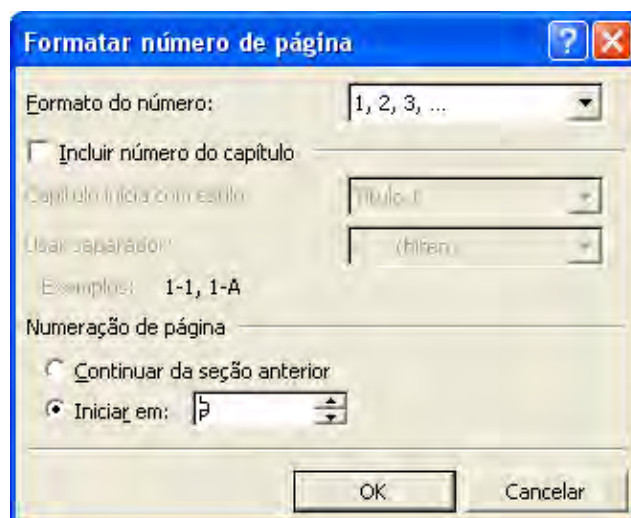 Formatar número de página
Formato do número: 1, 2, 3, ...
Incluir número do capítulo
Capítulo inicia com estilo: Título 1
Usar separador: (hífen)
Exemplos: 1-1, 1-A
Numeração de página
Continuar da seção anterior
Iniciar em:
OK Cancelar